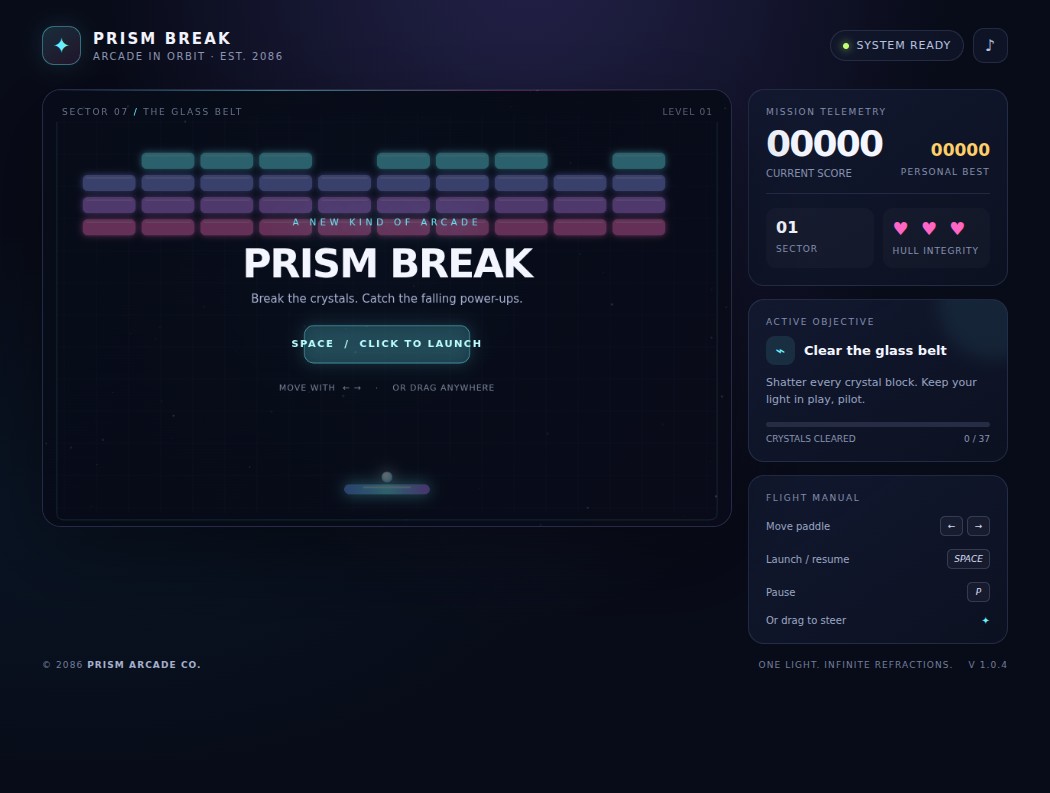 ✦ PRISM BREAK
ARCADE IN ORBIT · EST. 2086
SYSTEM READY ♪
SECTOR 07 / THE GLASS BELT
LEVEL 01
A NEW KIND OF ARCADE
PRISM BREAK
Break the crystals. Catch the falling power-ups.
SPACE / CLICK TO LAUNCH
MOVE WITH ← → · OR DRAG ANYWHERE
MISSION TELEMETRY
00000 00000
CURRENT SCORE PERSONAL BEST
01 ♥ ♥ ♥
SECTOR HULL INTEGRITY
ACTIVE OBJECTIVE
⌁ Clear the glass belt
Shatter every crystal block. Keep your
light in play, pilot.
CRYSTALS CLEARED 0 / 37
FLIGHT MANUAL
Move paddle ← →
Launch / resume SPACE
Pause P
Or drag to steer ✦
© 2086 PRISM ARCADE CO.
ONE LIGHT. INFINITE REFRACTIONS. V 1.0.4